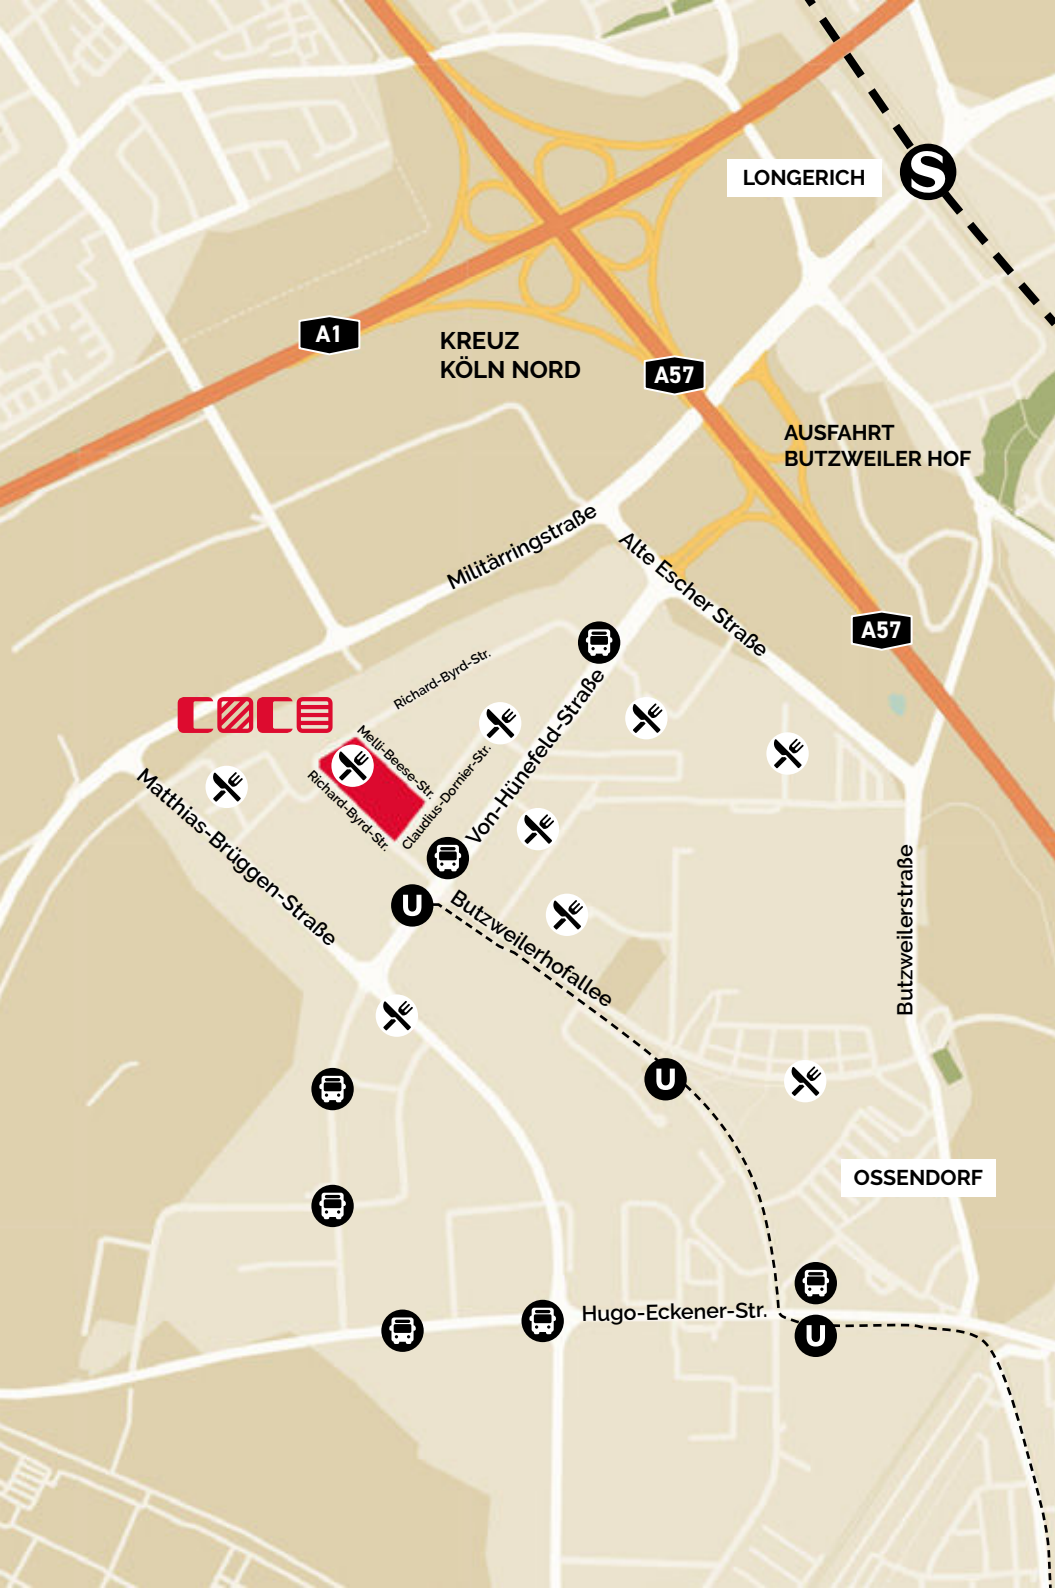 S
LONGERICH
A1
KREUZ
KÖLN NORD
A57
AUSFAHRT
BUTZWEILER HOF
Militärringstraße
Alte Escher Straße
A57
Richard-Byrd-Str.
COCO
Melli-Beese-Str.
Richard-Byrd-Str.
Claudius-Dornier-Str.
Von-Hünefeld-Straße
Matthias-Brüggen-Straße
U
Butzweilerhofallee
Butzweilerstraße
U
OSSENDORF
Hugo-Eckener-Str.
U